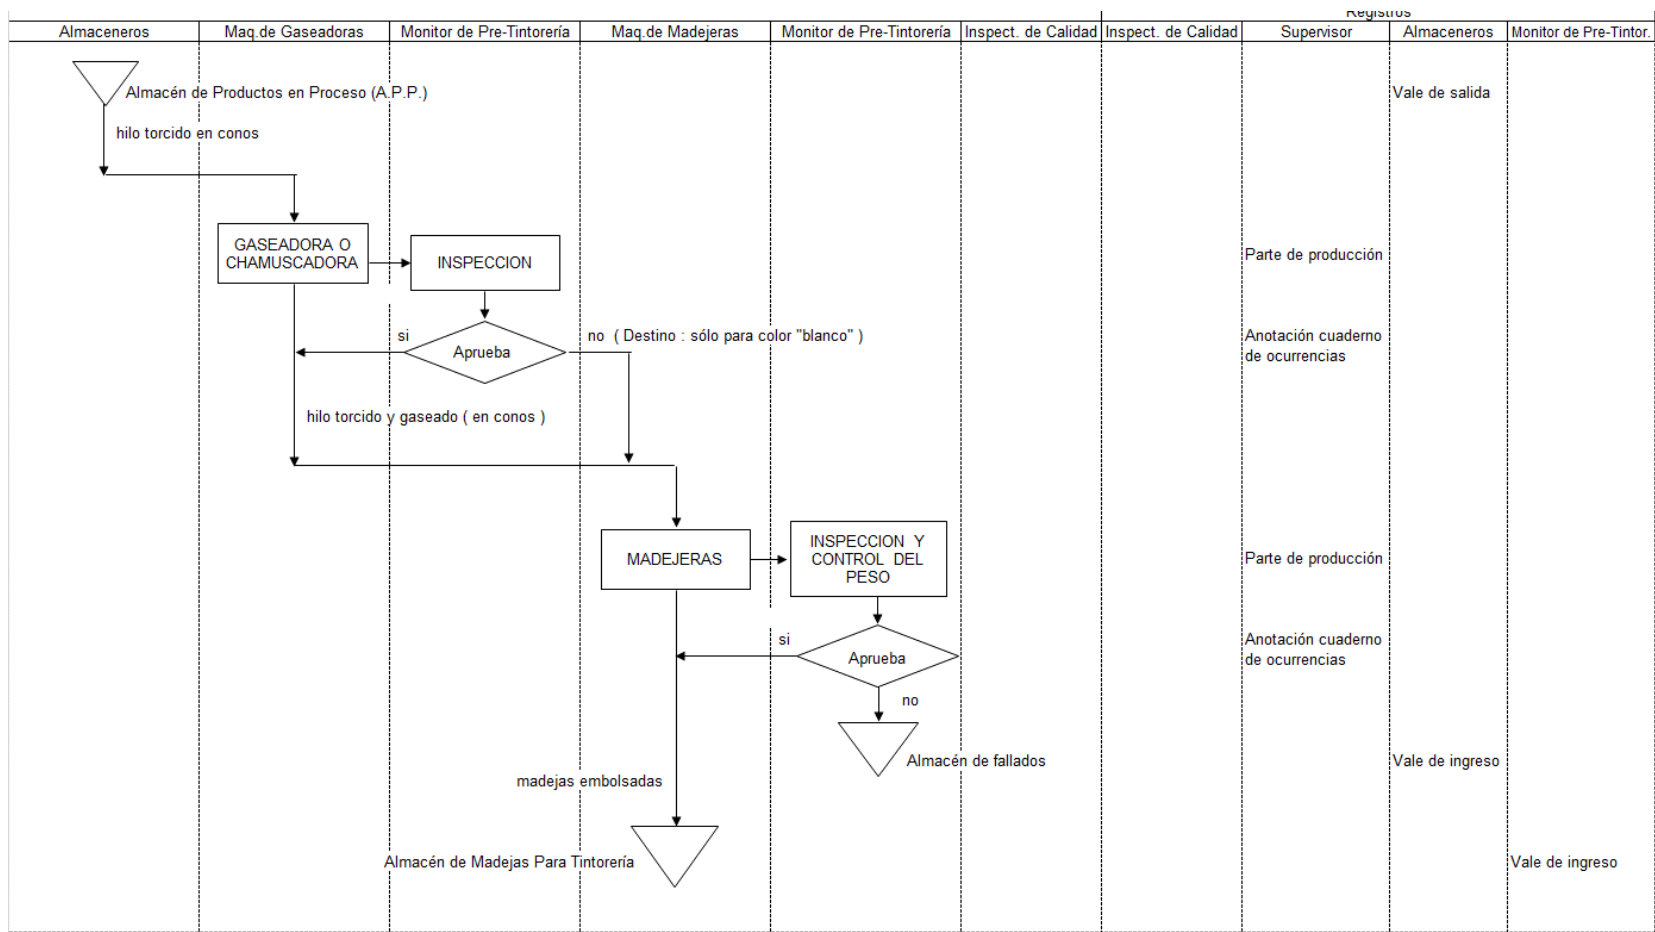 Registros
Almaceneros
Maq.de Gaseadoras
Monitor de Pre-Tintorería
Maq.de Madejeras
Monitor de Pre-Tintorería
Inspect. de Calidad
Inspect. de Calidad
Supervisor
Almaceneros
Monitor de Pre-Tintor.
Almacén de Productos en Proceso (A.P.P.)
Vale de salida
hilo torcido en conos
GASEADORA O
CHAMUSCADORA
INSPECCION
Parte de producción
si
Aprueba
no ( Destino : sólo para color "blanco" )
Anotación cuaderno
de ocurrencias
hilo torcido y gaseado ( en conos )
MADEJERAS
INSPECCION Y
CONTROL DEL
PESO
Parte de producción
si
Aprueba
Anotación cuaderno
de ocurrencias
no
Almacén de fallados
Vale de ingreso
madejas embolsadas
Almacén de Madejas Para Tintorería
Vale de ingreso